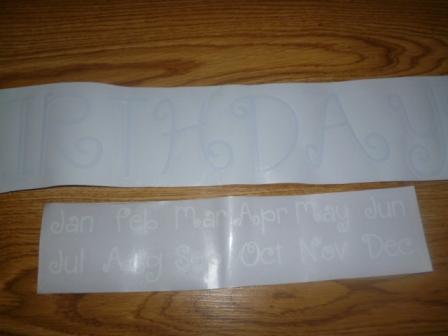 IRTHDAY
Jan Feb Mar Apr May Jun
Jul Aug Sep Oct Nov Dec